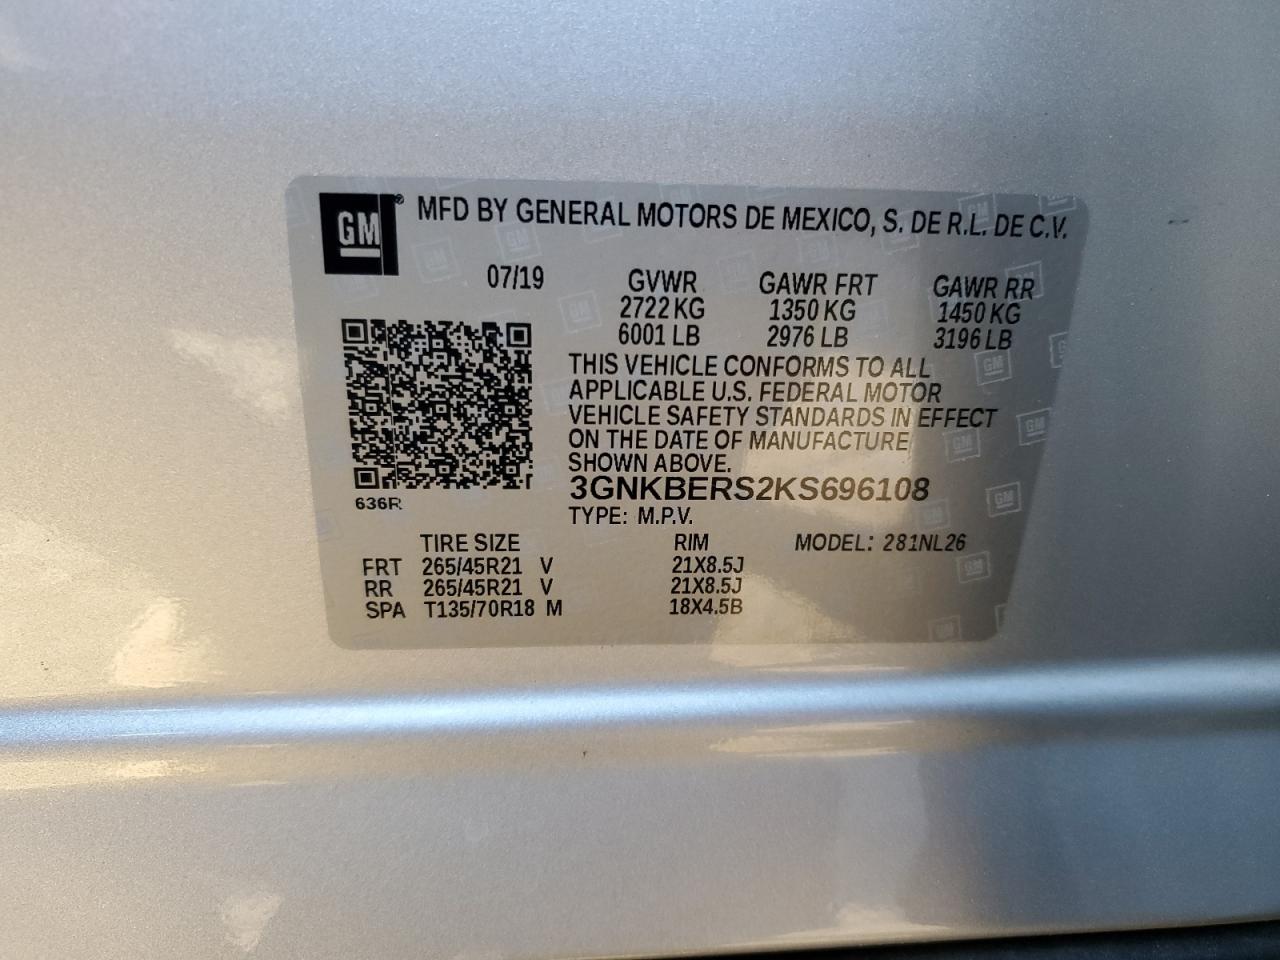 GM
MFD BY GENERAL MOTORS DE MEXICO, S. DE R.L. DE C.V.
07/19 GVWR GAWR FRT GAWR RR
2722 KG 1350 KG 1450 KG
6001 LB 2976 LB 3196 LB
THIS VEHICLE CONFORMS TO ALL
APPLICABLE U.S. FEDERAL MOTOR
VEHICLE SAFETY STANDARDS IN EFFECT
ON THE DATE OF MANUFACTURE
SHOWN ABOVE.
636R 3GNKBERS2KS696108
TYPE: M.P.V.
TIRE SIZE RIM MODEL: 281NL26
FRT 265/45R21 V 21X8.5J
RR 265/45R21 V 21X8.5J
SPA T135/70R18 M 18X4.5B